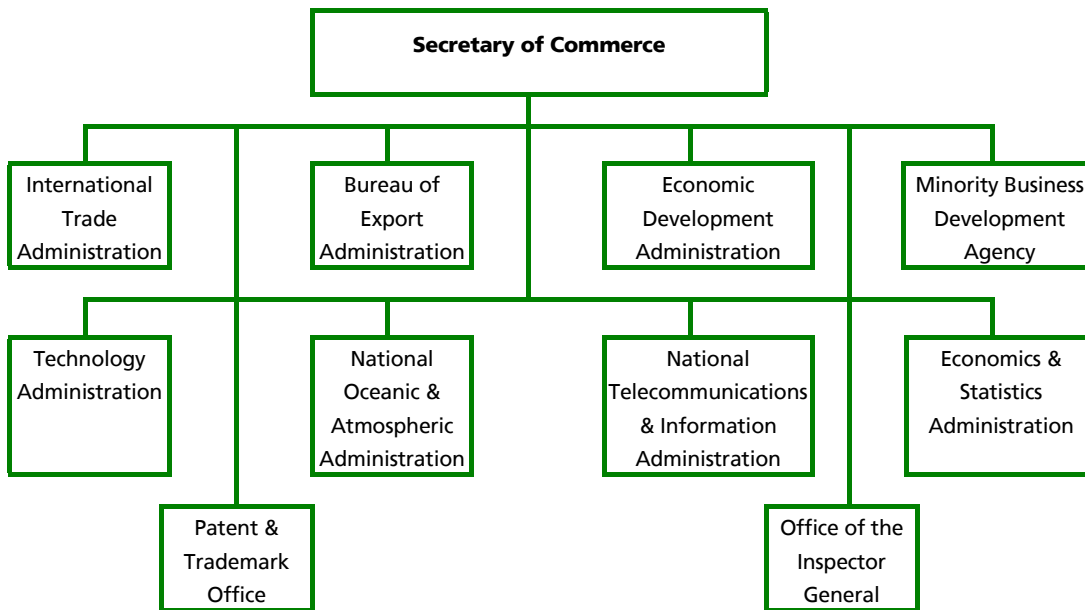 Secretary of Commerce
International
Trade
Administration
Bureau of
Export
Administration
Economic
Development
Administration
Minority Business
Development
Agency
Technology
Administration
National
Oceanic &
Atmospheric
Administration
National
Telecommunications
& Information
Administration
Economics &
Statistics
Administration
Patent &
Trademark
Office
Office of the
Inspector
General